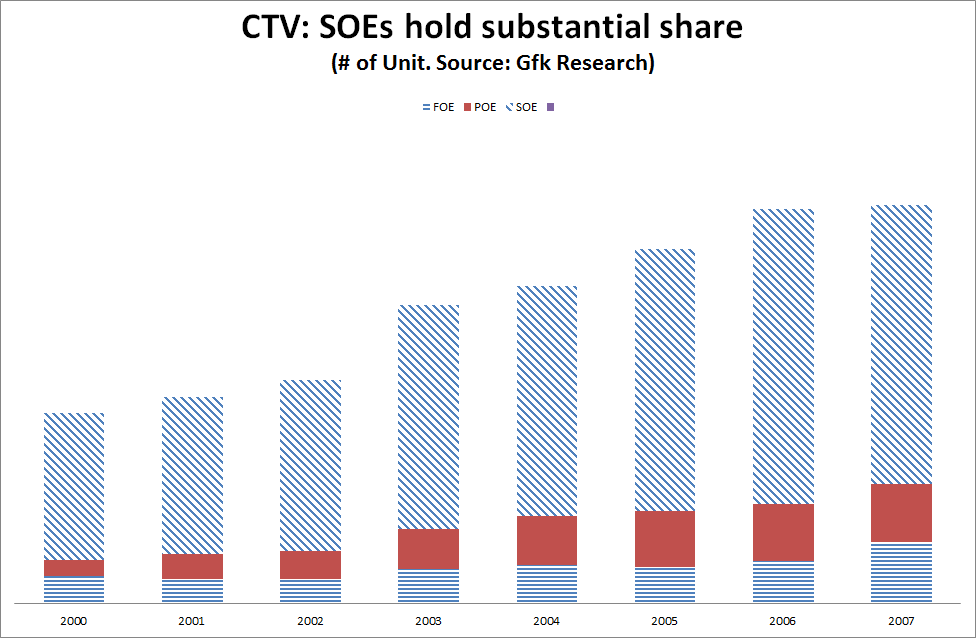 CTV: SOEs hold substantial share
(# of Unit. Source: Gfk Research)
FOE POE SOE
2000 2001 2002 2003 2004 2005 2006 2007